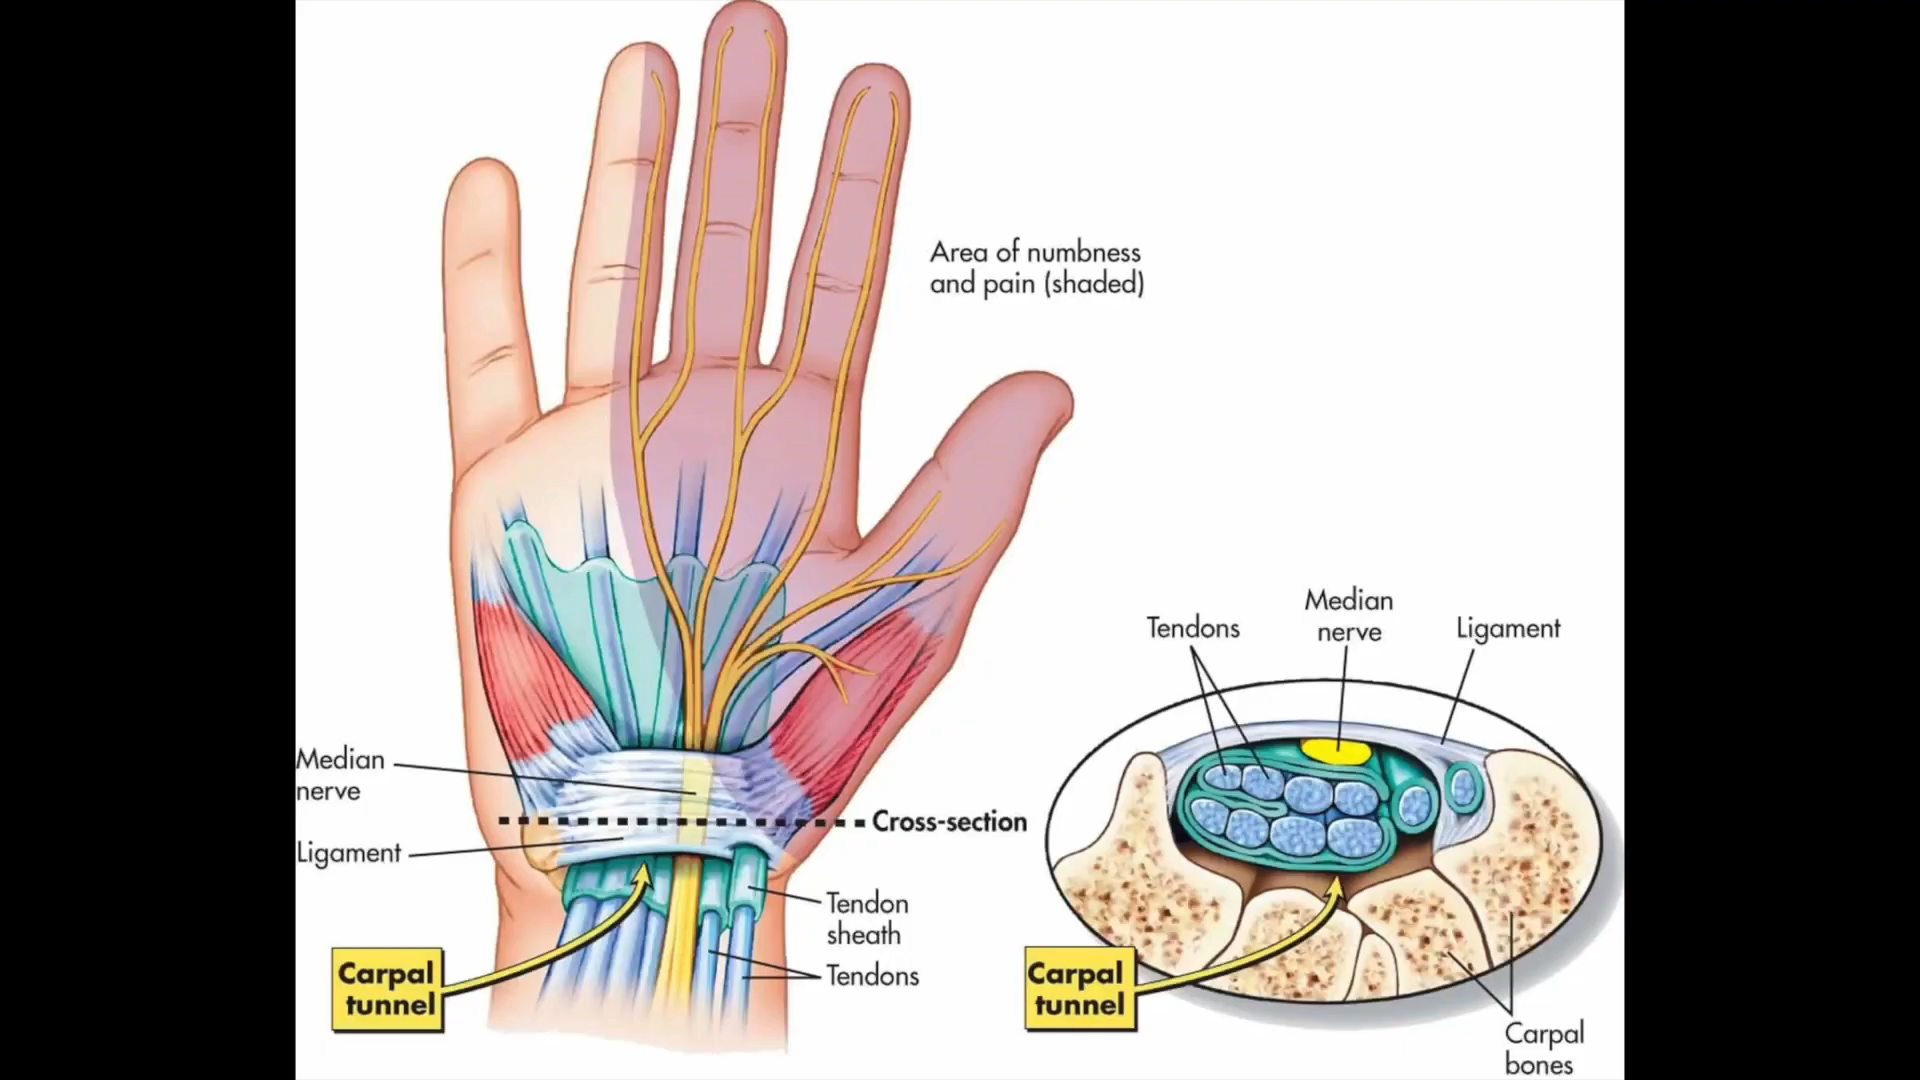 Area of numbness
and pain (shaded)
Median
nerve
Ligament
Cross-section
Tendon
sheath
Tendons
Carpal
tunnel
Tendons
Median
nerve
Ligament
Carpal
tunnel
Carpal
bones